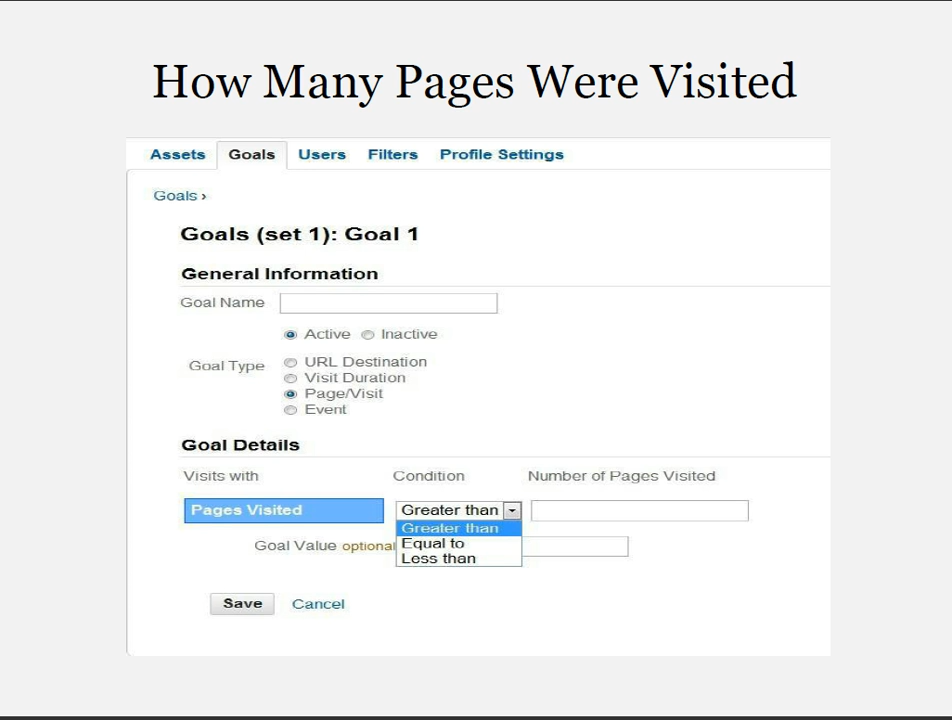 How Many Pages Were Visited
Assets Goals Users Filters Profile Settings
Goals ›
Goals (set 1): Goal 1
General Information
Goal Name
Active Inactive
Goal Type
URL Destination
Visit Duration
Page/Visit
Event
Goal Details
Visits with Condition Number of Pages Visited
Pages Visited Greater than
Greater than
Equal to
Less than
Goal Value optional
Save Cancel